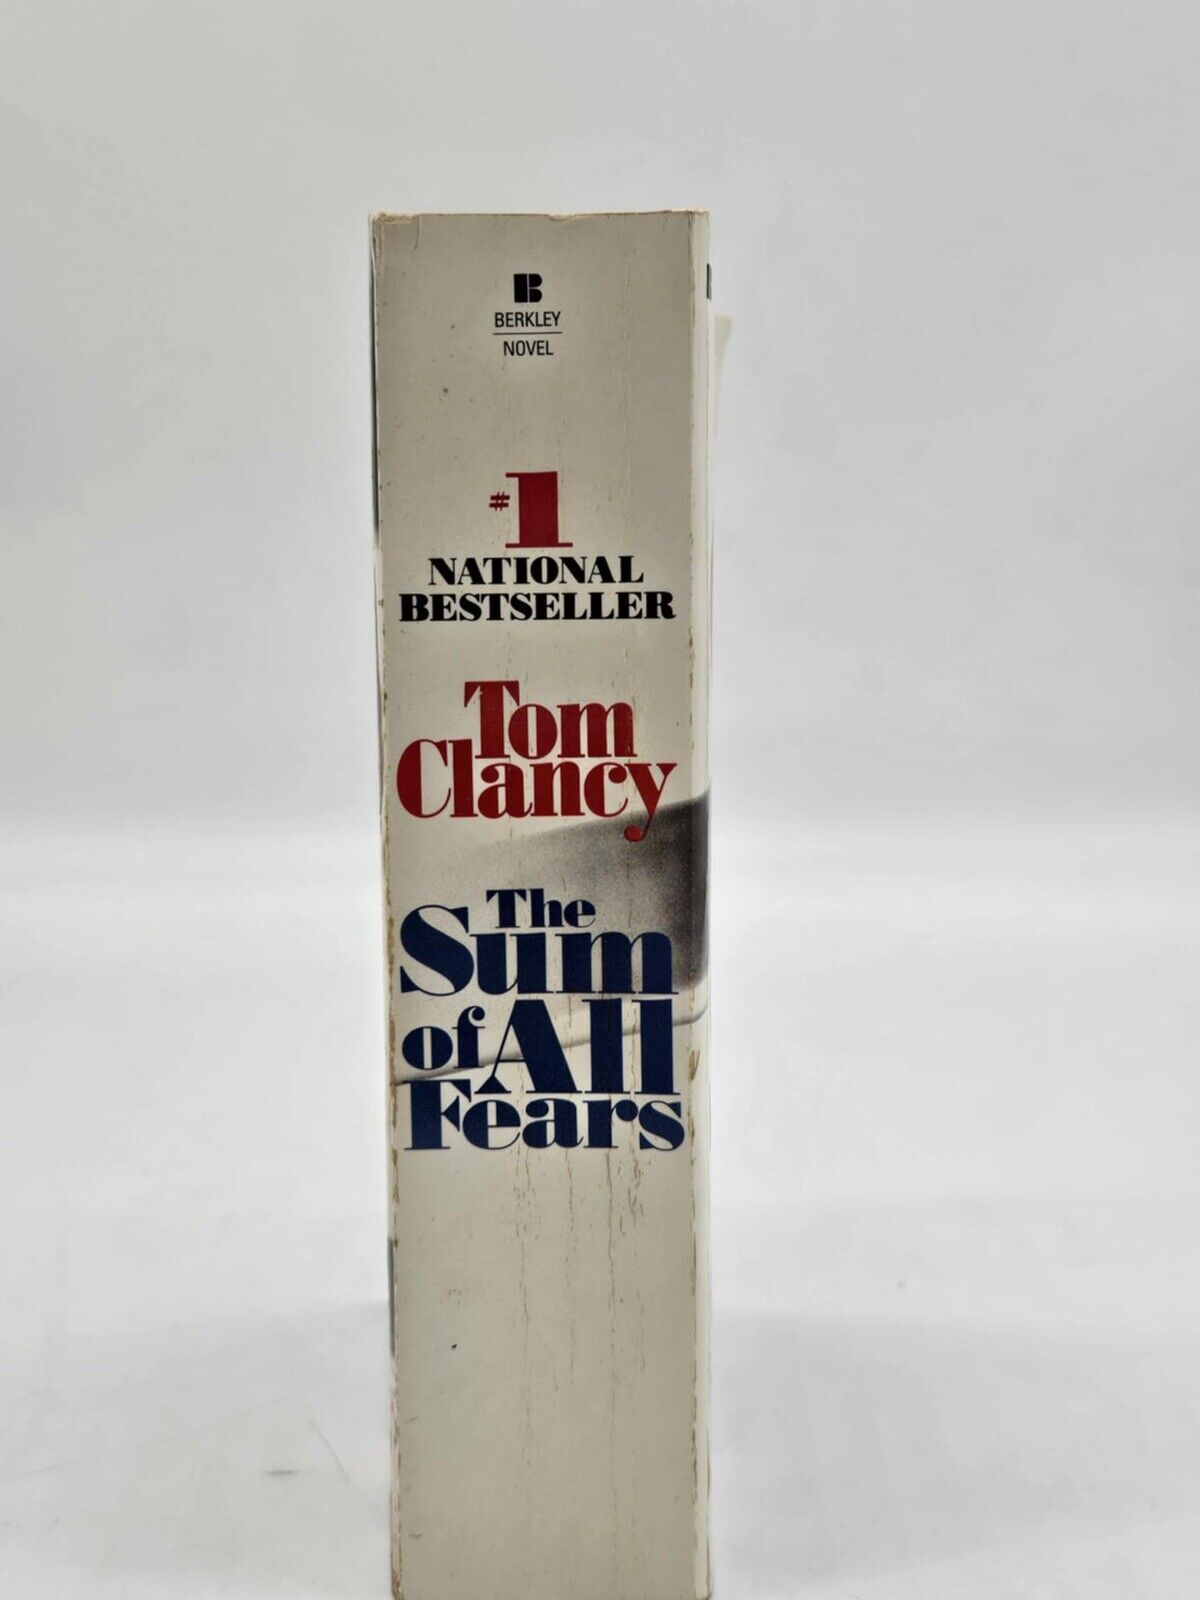 B
BERKLEY
NOVEL
#1
NATIONAL
BESTSELLER
Tom
Clancy
The
Sum
of All
Fears